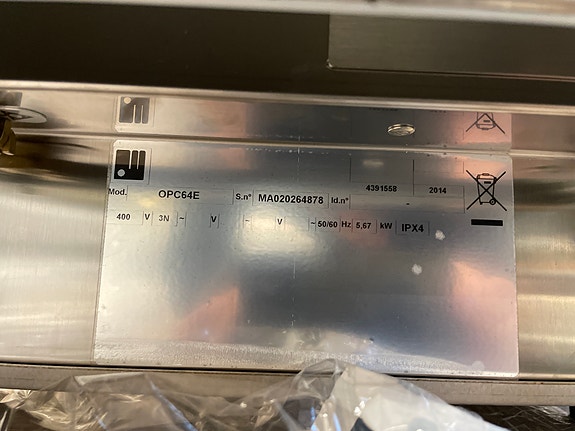 4391558 2014
Mod. OPC64E S.n° MA020264878 Id.n° -
400 V 3N ~ V ~ V ~ 50/60 Hz 5,67 kW IPX4